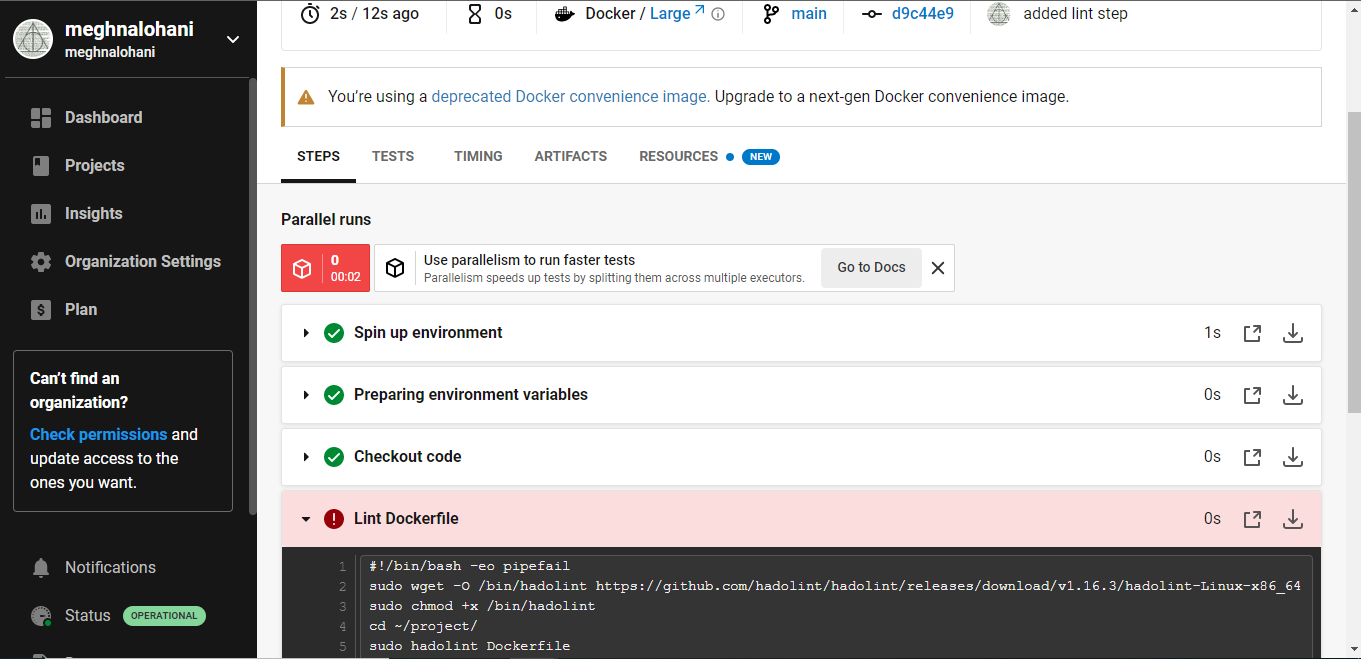 meghnalohani
meghnalohani
Dashboard
Projects
Insights
Organization Settings
Plan
Can't find an
organization?
Check permissions and
update access to the
ones you want.
Notifications
Status OPERATIONAL
2s / 12s ago 0s Docker / Large main d9c44e9 added lint step
You're using a deprecated Docker convenience image. Upgrade to a next-gen Docker convenience image.
STEPS TESTS TIMING ARTIFACTS RESOURCES NEW
Parallel runs
0
00:02
Use parallelism to run faster tests
Parallelism speeds up tests by splitting them across multiple executors.
Go to Docs
Spin up environment 1s
Preparing environment variables 0s
Checkout code 0s
Lint Dockerfile 0s
1 #!/bin/bash -eo pipefail
2 sudo wget -O /bin/hadolint https://github.com/hadolint/hadolint/releases/download/v1.16.3/hadolint-Linux-x86_64
3 sudo chmod +x /bin/hadolint
4 cd ~/project/
5 sudo hadolint Dockerfile